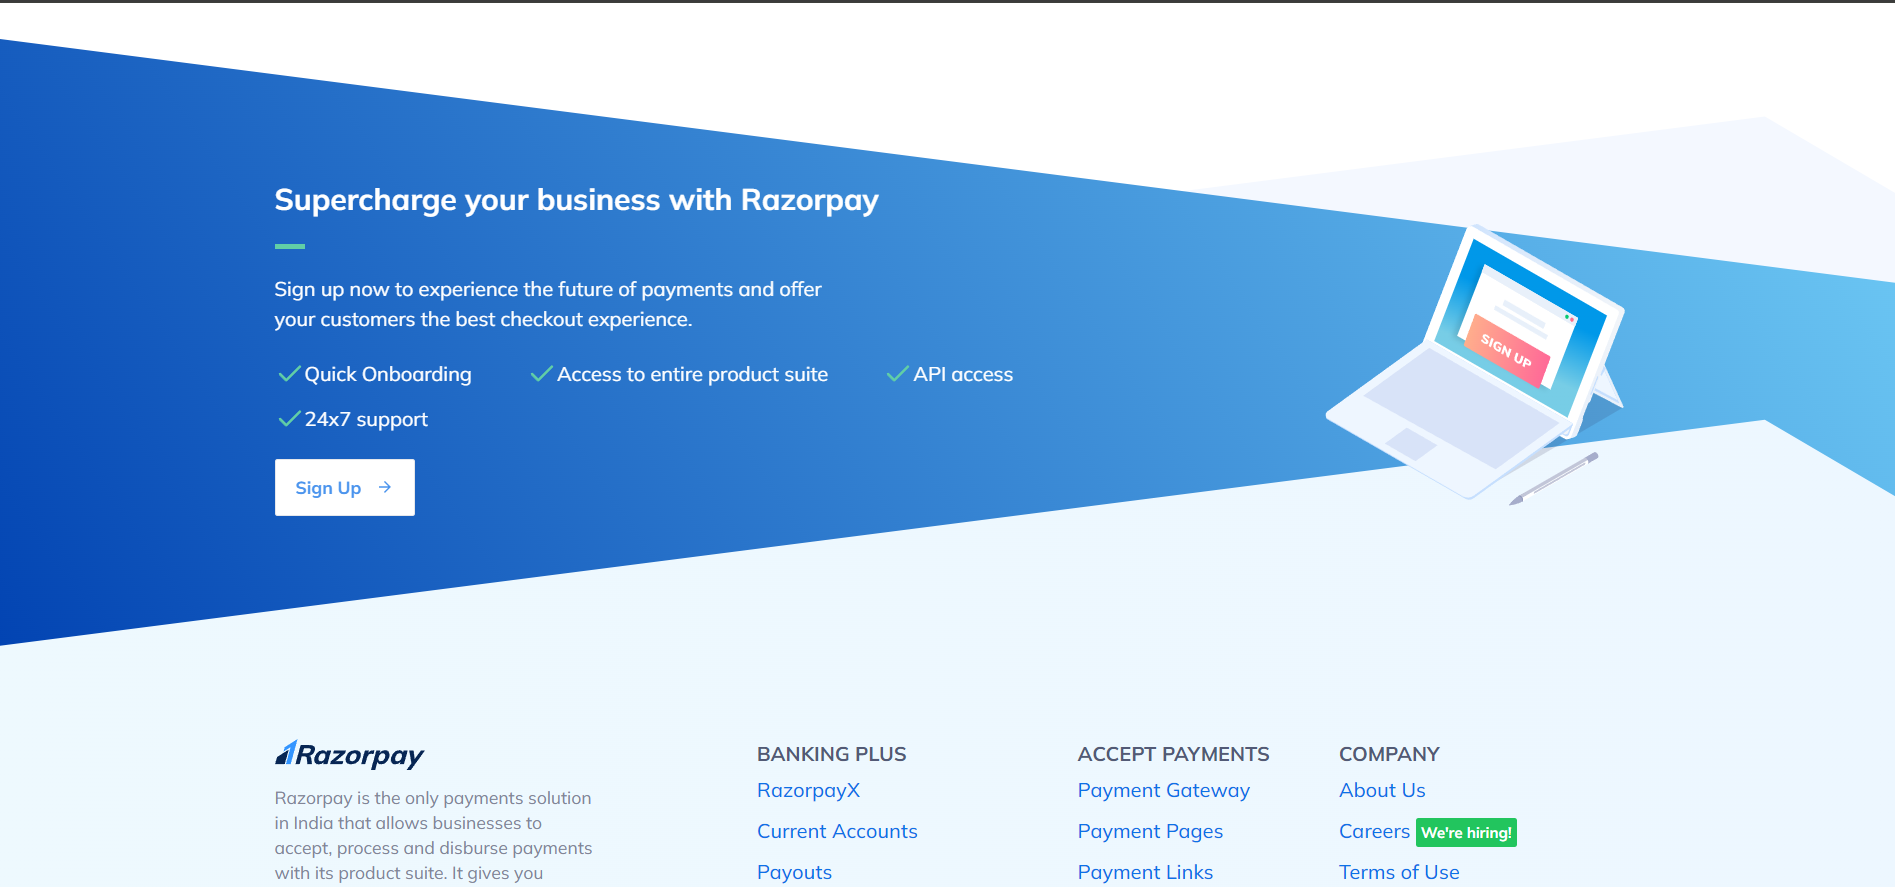 Supercharge your business with Razorpay
Sign up now to experience the future of payments and offer
your customers the best checkout experience.
Quick Onboarding
Access to entire product suite
API access
24x7 support
Sign Up
SIGN UP
Razorpay
Razorpay is the only payments solution
in India that allows businesses to
accept, process and disburse payments
with its product suite. It gives you
BANKING PLUS
RazorpayX
Current Accounts
Payouts
ACCEPT PAYMENTS
Payment Gateway
Payment Pages
Payment Links
COMPANY
About Us
Careers We're hiring!
Terms of Use